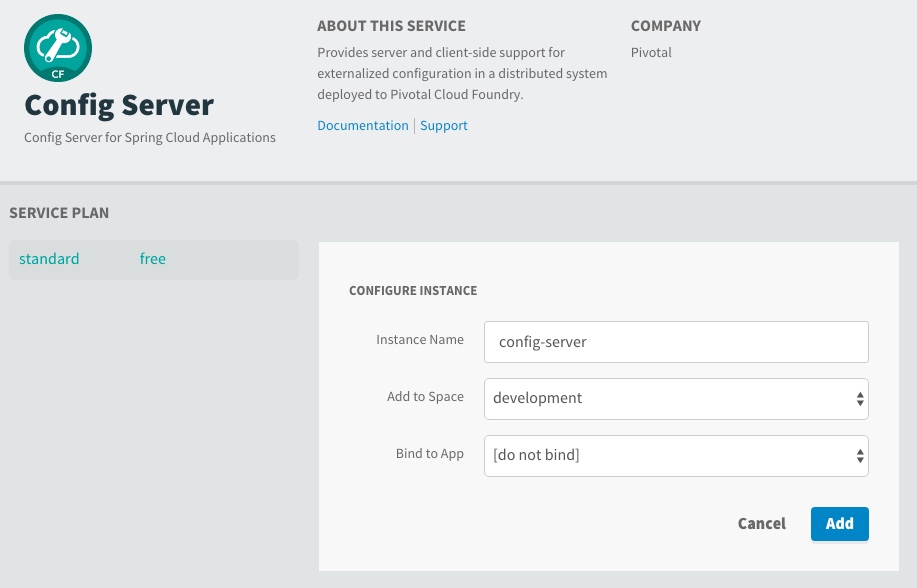 CF
Config Server
Config Server for Spring Cloud Applications
ABOUT THIS SERVICE
Provides server and client-side support for
externalized configuration in a distributed system
deployed to Pivotal Cloud Foundry.
Documentation | Support
COMPANY
Pivotal
SERVICE PLAN
standard free
CONFIGURE INSTANCE
Instance Name config-server
Add to Space development
Bind to App [do not bind]
Cancel Add